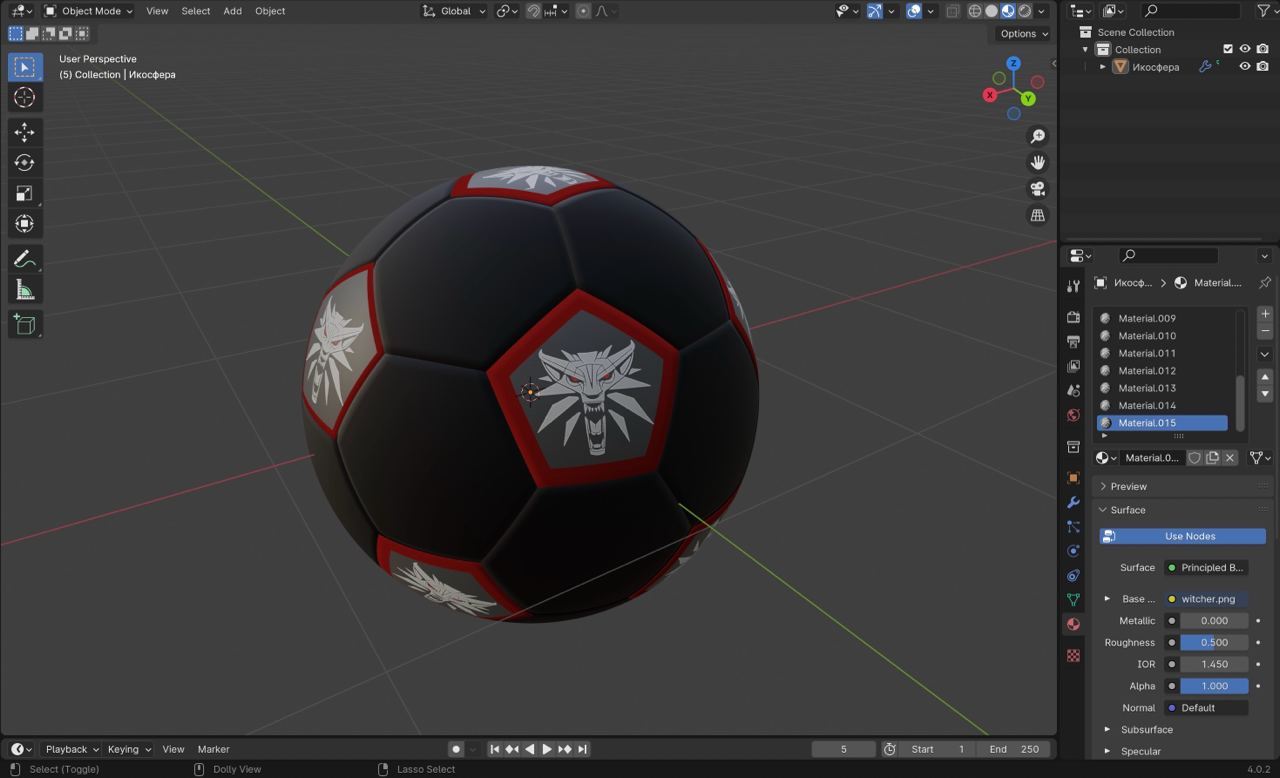 Object Mode
View
Select
Add
Object
Global
Options
User Perspective
(5) Collection | Икосфера
Z
X
Y
Scene Collection
Collection
Икосфера
Икосф...
Material....
Material.009
Material.010
Material.011
Material.012
Material.013
Material.014
Material.015
Material.0...
Preview
Surface
Use Nodes
Surface
Principled B...
Base ...
witcher.png
Metallic
0.000
Roughness
0.500
IOR
1.450
Alpha
1.000
Normal
Default
Subsurface
Specular
Playback
Keying
View
Marker
5
Start
1
End
250
Select (Toggle)
Dolly View
Lasso Select
4.0.2